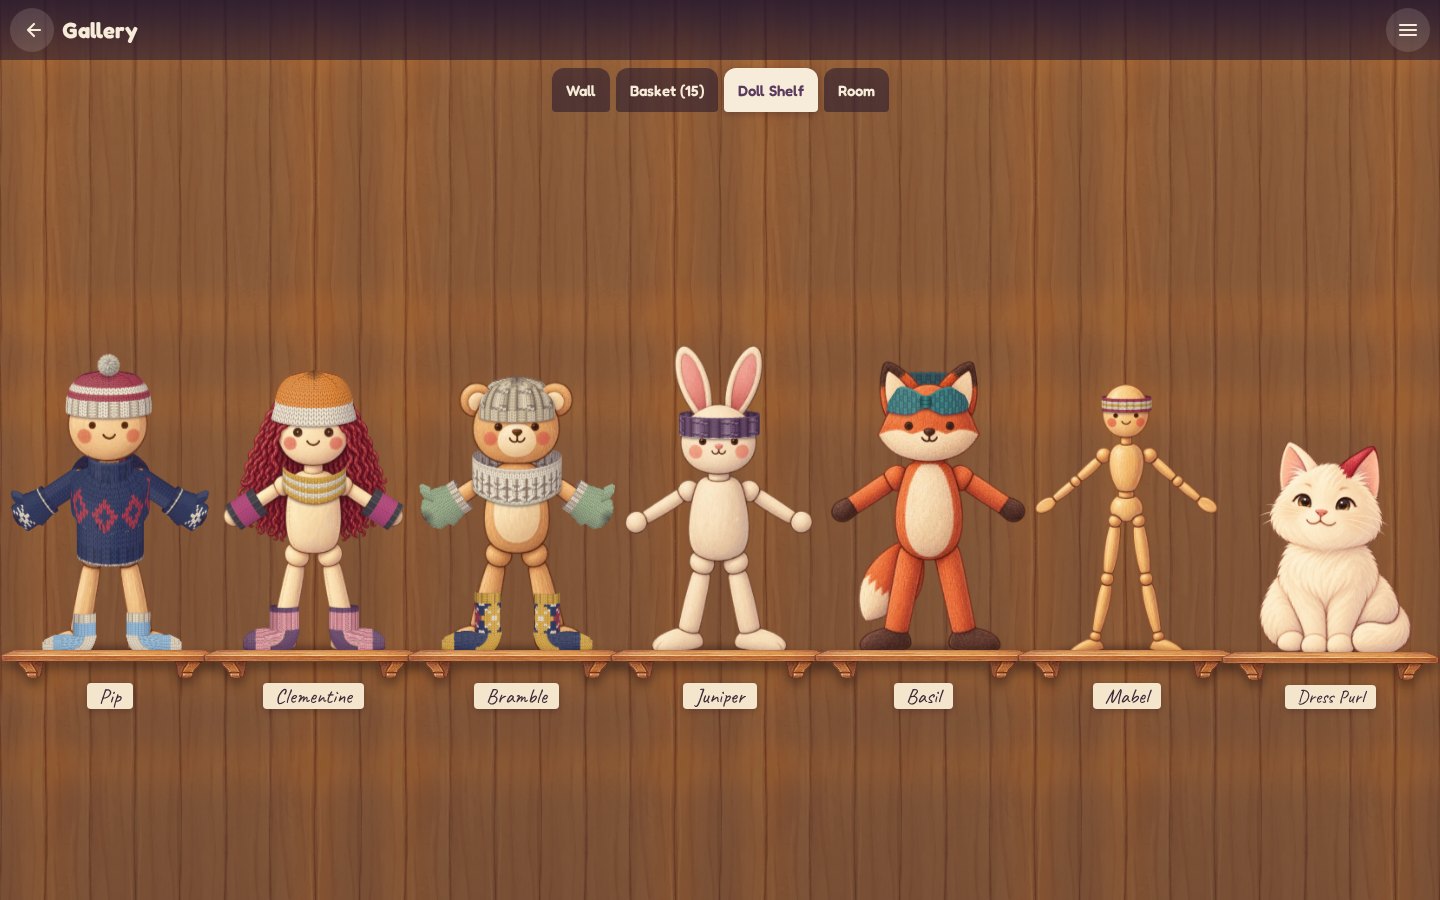 Gallery
Wall
Basket (15)
Doll Shelf
Room
Pip
Clementine
Bramble
Juniper
Basil
Mabel
Dress Purl